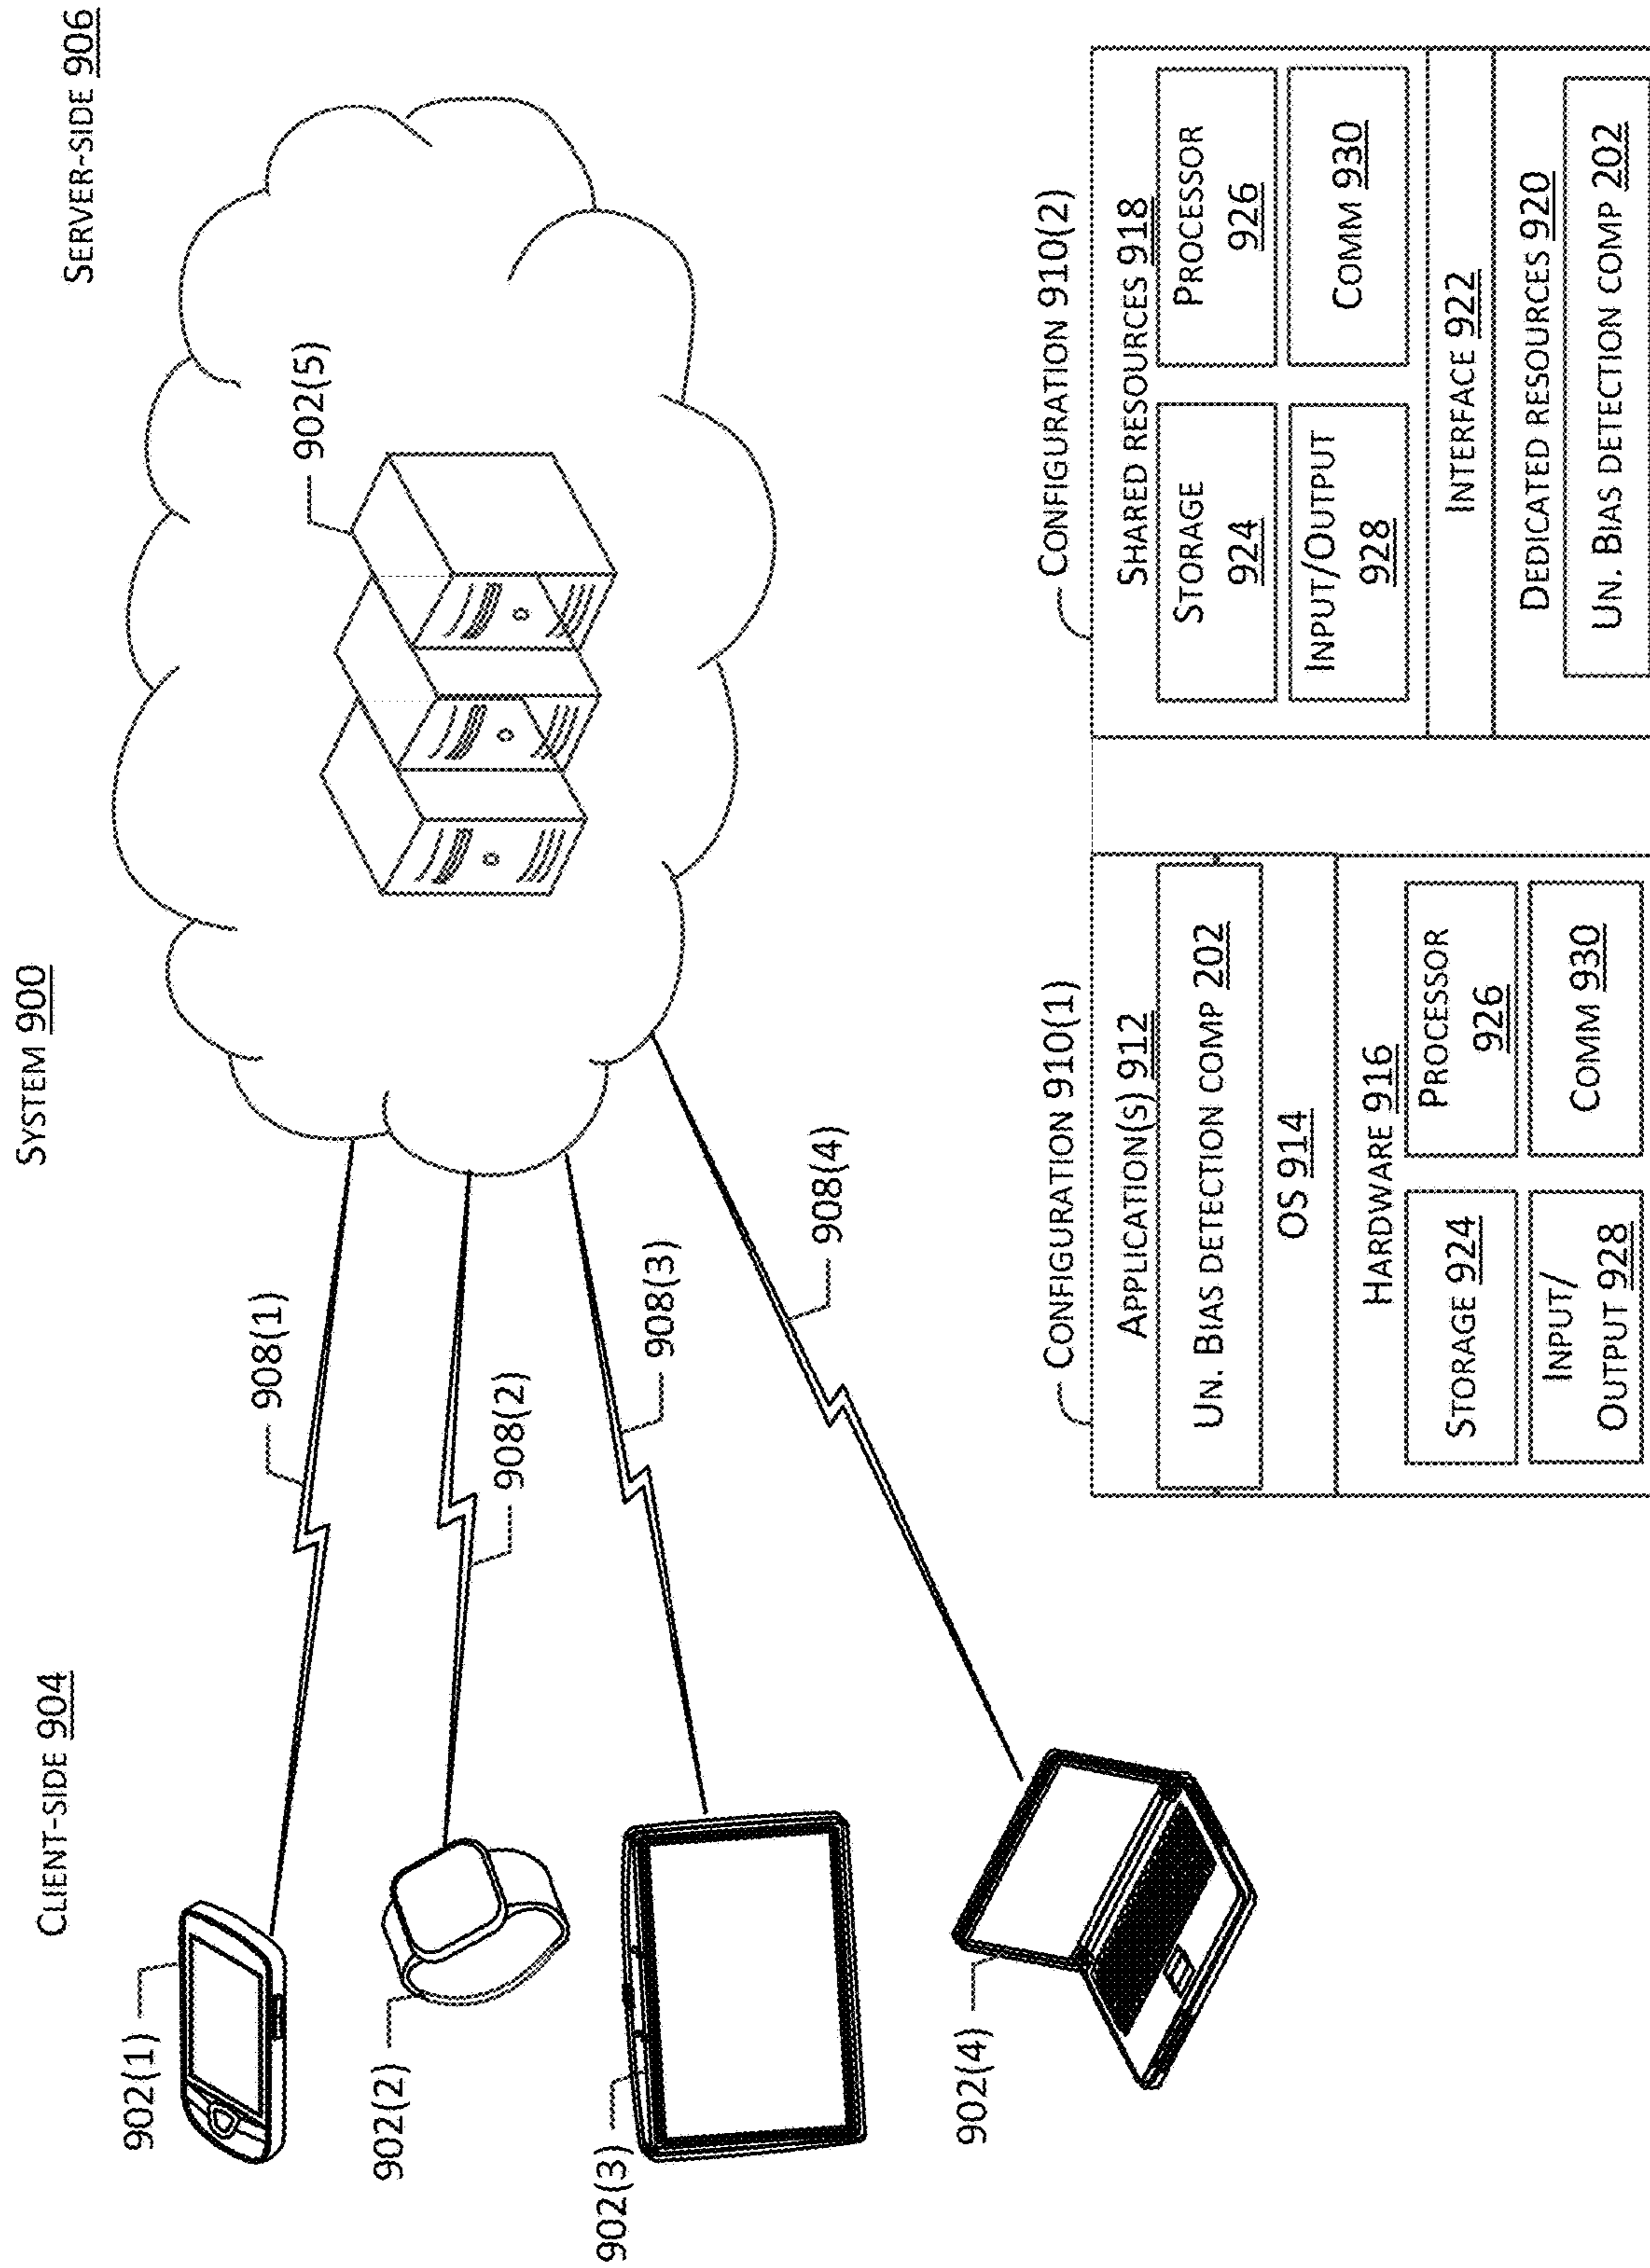 SYSTEM 900
CLIENT-SIDE 904
SERVER-SIDE 906
902(1)
908(1)
902(5)
902(2)
908(2)
902(3)
908(3)
902(4)
908(4)
CONFIGURATION 910(1)
APPLICATION(S) 912
UN. BIAS DETECTION COMP 202
OS 914
HARDWARE 916
STORAGE 924
PROCESSOR
926
INPUT/
OUTPUT 928
COMM 930
CONFIGURATION 910(2)
SHARED RESOURCES 918
STORAGE
924
PROCESSOR
926
INPUT/OUTPUT
928
COMM 930
INTERFACE 922
DEDICATED RESOURCES 920
UN. BIAS DETECTION COMP 202